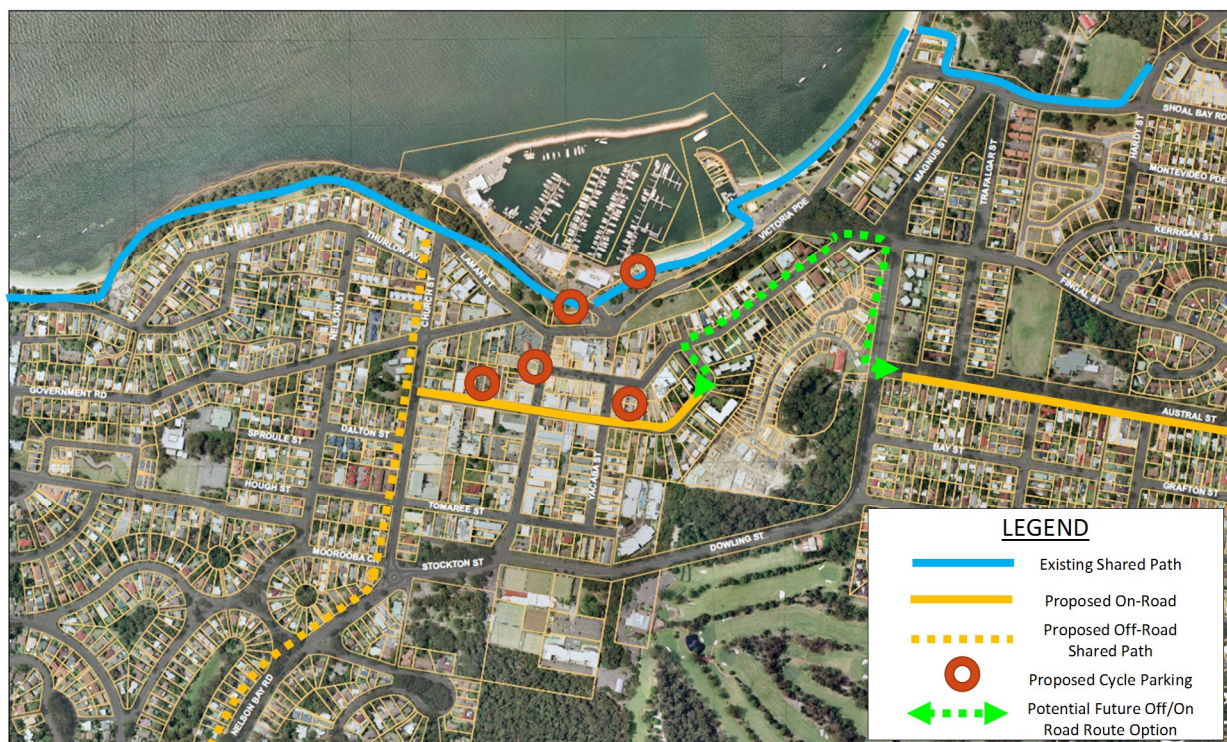 SHOAL BAY RD
HARDY ST
MAGNUS ST
TRAFALGAR ST
MONTEVIDEO PDE
VICTORIA PDE
KERRIGAN ST
THURLOW AVE
LAMAN ST
FINGAL ST
NELSON ST
CHURCH ST
GOVERNMENT RD
AUSTRAL ST
DALTON ST
SPROULE ST
BAY ST
YACABA ST
HOUGH ST
GRAFTON ST
TOMAREE ST
DOWLING ST
MOOROOBA CR
STOCKTON ST
NELSON BAY RD
LEGEND
Existing Shared Path
Proposed On-Road
Proposed Off-Road
Shared Path
Proposed Cycle Parking
Potential Future Off/On
Road Route Option